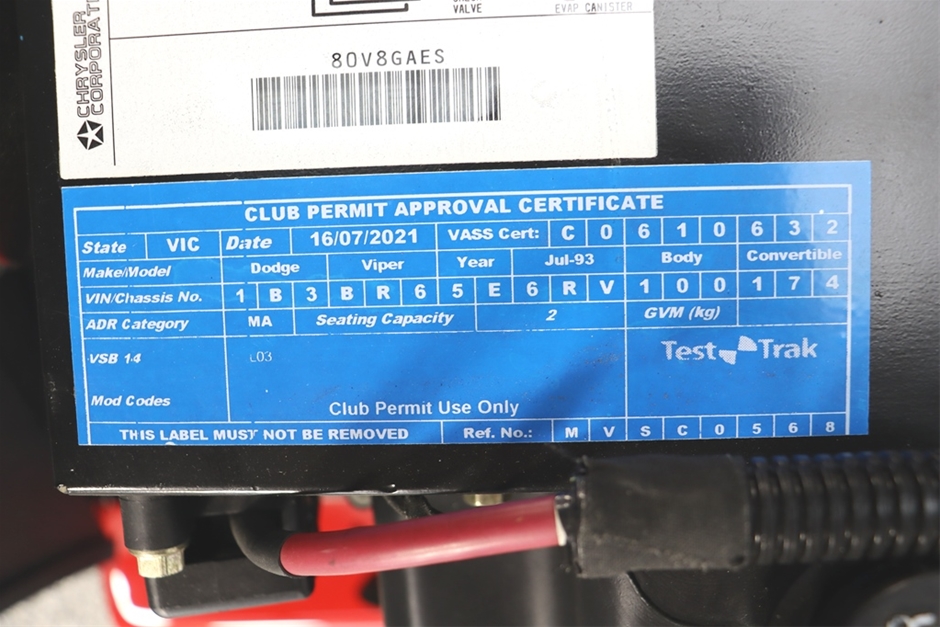 VALVE
EVAP CANISTER
CHRYSLER
80V8GAES
CLUB PERMIT APPROVAL CERTIFICATE
State VIC Date 16/07/2021 VASS Cert: C 0 6 1 0 6 3 2
Make/Model Dodge Viper Year Jul-93 Body Convertible
VIN/Chassis No. 1 B 3 B R 6 5 E 6 R V 1 0 0 1 7 4
ADR Category MA Seating Capacity 2 GVM (kg)
VSB 14 L03 Test Trak
Mod Codes Club Permit Use Only
THIS LABEL MUST NOT BE REMOVED Ref. No.: M V S C 0 5 6 8